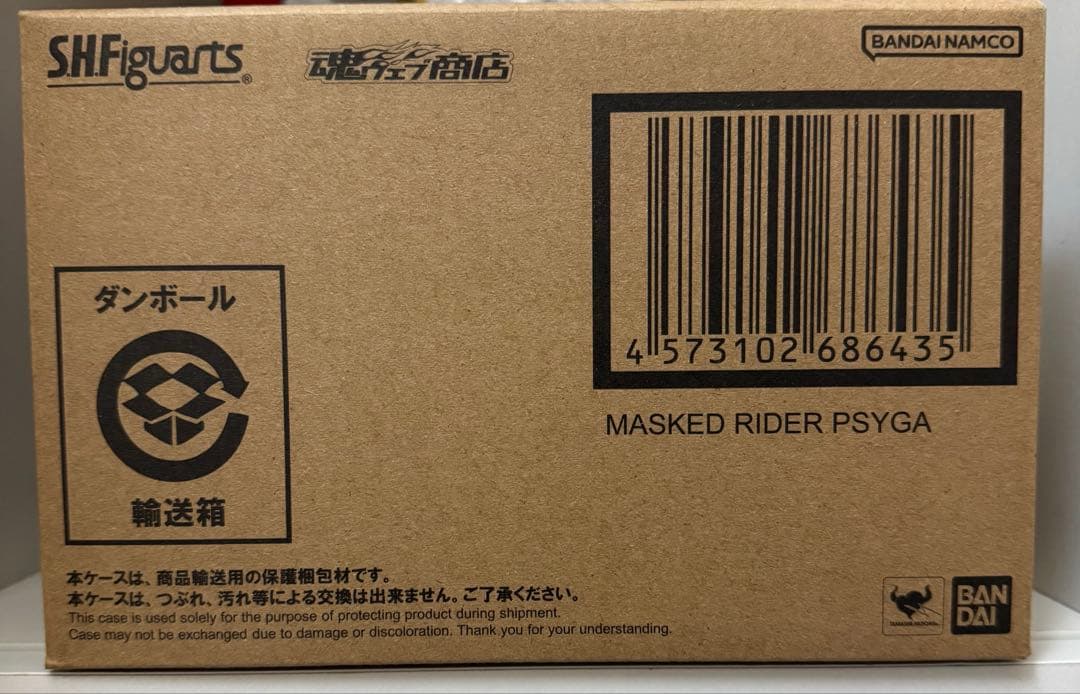 S.H.Figuarts®
魂ウェブ商店
BANDAI NAMCO
4 573102 686435
MASKED RIDER PSYGA
ダンボール
輸送箱
本ケースは、商品輸送用の保護梱包材です。
本ケースは、つぶれ、汚れ等による交換は出来ません。ご了承ください。
This case is used solely for the purpose of protecting product during shipment.
Case may not be exchanged due to damage or discoloration. Thank you for your understanding.
TAMASHII NATIONS
BAN
DAI